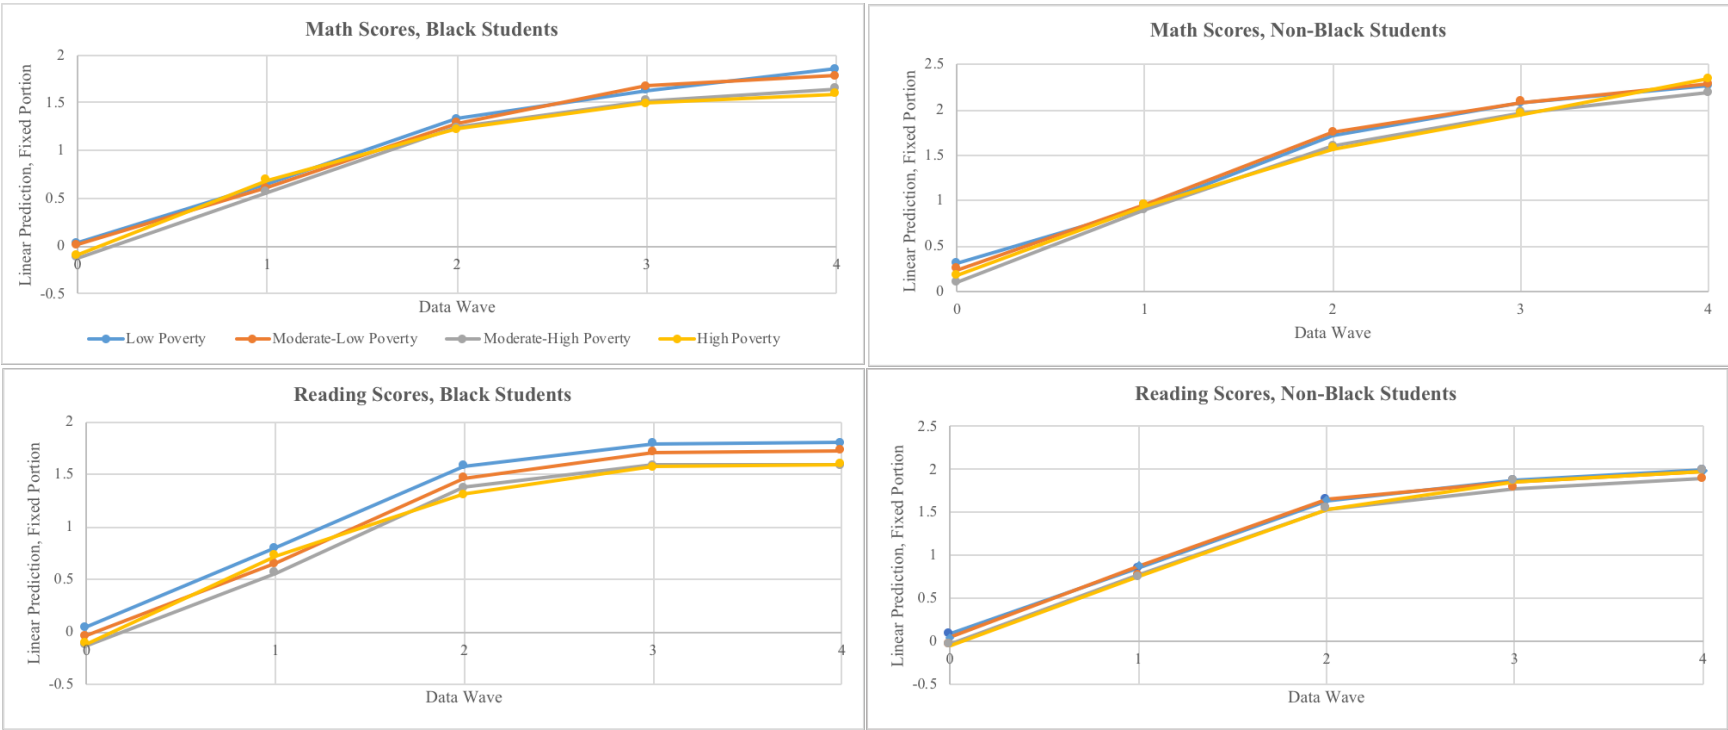 Math Scores, Black Students
Linear Prediction, Fixed Portion
2
1.5
1
0.5
0
-0.5
0 1 2 3 4
Data Wave
Low Poverty Moderate-Low Poverty Moderate-High Poverty High Poverty
Math Scores, Non-Black Students
Linear Prediction, Fixed Portion
2.5
2
1.5
1
0.5
0
0 1 2 3 4
Data Wave
Reading Scores, Black Students
Linear Prediction, Fixed Portion
2
1.5
1
0.5
0
-0.5
0 1 2 3 4
Data Wave
Reading Scores, Non-Black Students
Linear Prediction, Fixed Portion
2.5
2
1.5
1
0.5
0
-0.5
0 1 2 3 4
Data Wave